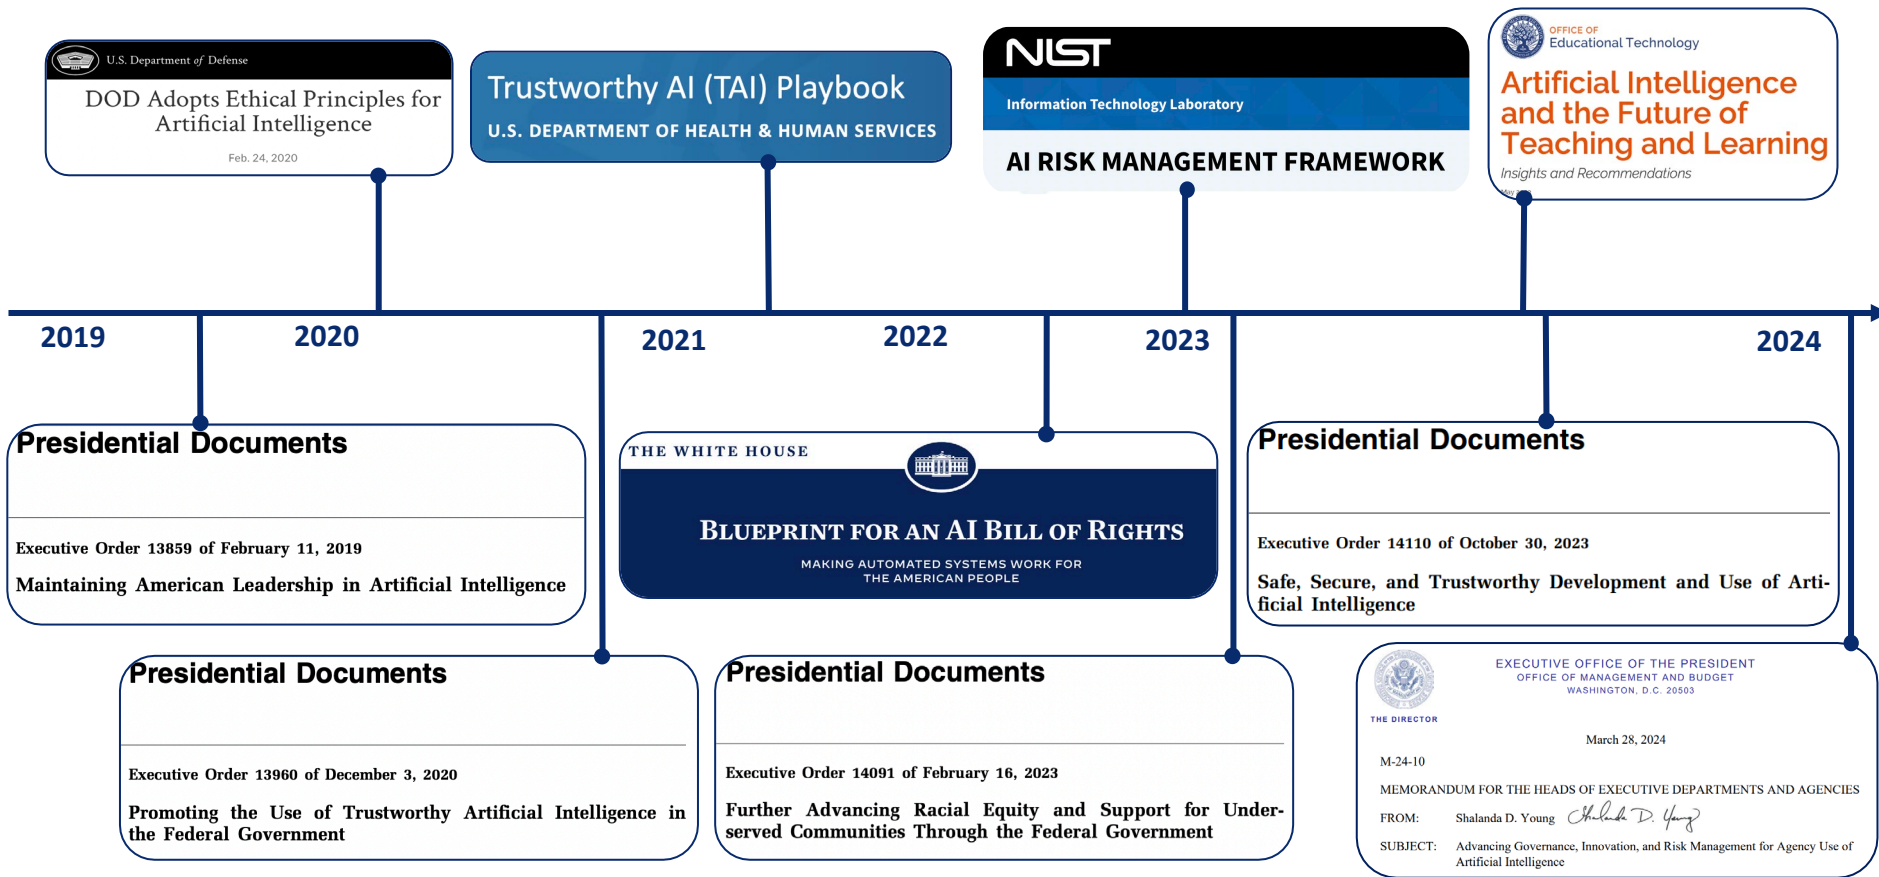 U.S. Department of Defense
DOD Adopts Ethical Principles for
Artificial Intelligence
Feb. 24, 2020
Trustworthy AI (TAI) Playbook
U.S. DEPARTMENT OF HEALTH & HUMAN SERVICES
NIST
Information Technology Laboratory
AI RISK MANAGEMENT FRAMEWORK
OFFICE OF
Educational Technology
Artificial Intelligence
and the Future of
Teaching and Learning
Insights and Recommendations
May
2019
2020
2021
2022
2023
2024
Presidential Documents
Executive Order 13859 of February 11, 2019
Maintaining American Leadership in Artificial Intelligence
THE WHITE HOUSE
BLUEPRINT FOR AN AI BILL OF RIGHTS
MAKING AUTOMATED SYSTEMS WORK FOR
THE AMERICAN PEOPLE
Presidential Documents
Executive Order 14110 of October 30, 2023
Safe, Secure, and Trustworthy Development and Use of Arti-
ficial Intelligence
Presidential Documents
Executive Order 13960 of December 3, 2020
Promoting the Use of Trustworthy Artificial Intelligence in
the Federal Government
Presidential Documents
Executive Order 14091 of February 16, 2023
Further Advancing Racial Equity and Support for Under-
served Communities Through the Federal Government
EXECUTIVE OFFICE OF THE PRESIDENT
OFFICE OF MANAGEMENT AND BUDGET
WASHINGTON, D.C. 20503
THE DIRECTOR
March 28, 2024
M-24-10
MEMORANDUM FOR THE HEADS OF EXECUTIVE DEPARTMENTS AND AGENCIES
FROM: Shalanda D. Young Shalanda D. Young
SUBJECT: Advancing Governance, Innovation, and Risk Management for Agency Use of
Artificial Intelligence